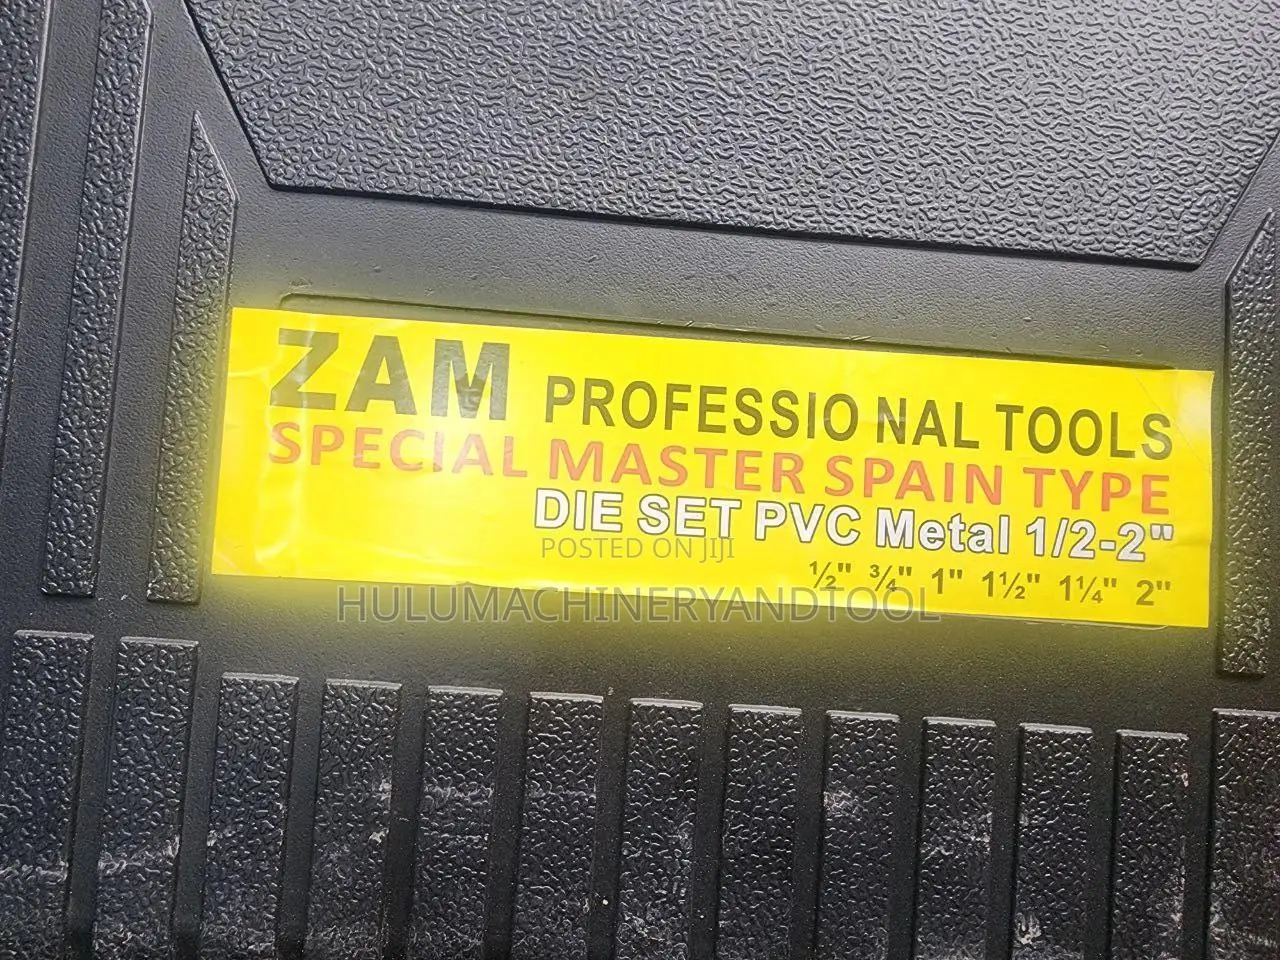 ZAM PROFESSIO NAL TOOLS
SPECIAL MASTER SPAIN TYPE
DIE SET PVC Metal 1/2-2"
POSTED ON JIJI
½" ¾" 1" 1½" 1¼" 2"
HULUMACHINERYANDTOOL